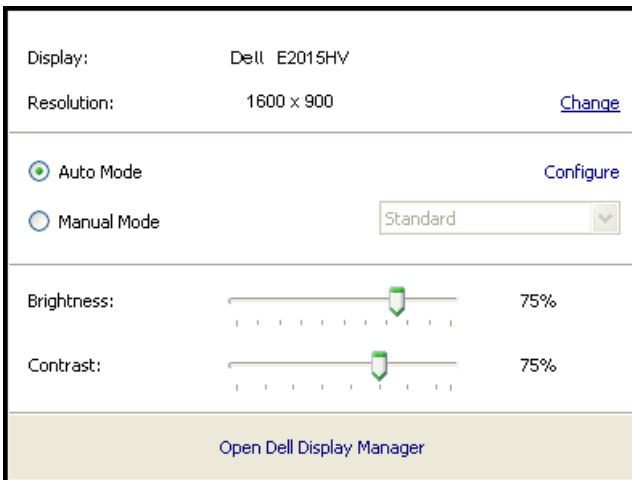 Display: Dell E2015HV
Resolution: 1600 x 900 Change
Auto Mode Configure
Manual Mode Standard
Brightness: 75%
Contrast: 75%
Open Dell Display Manager